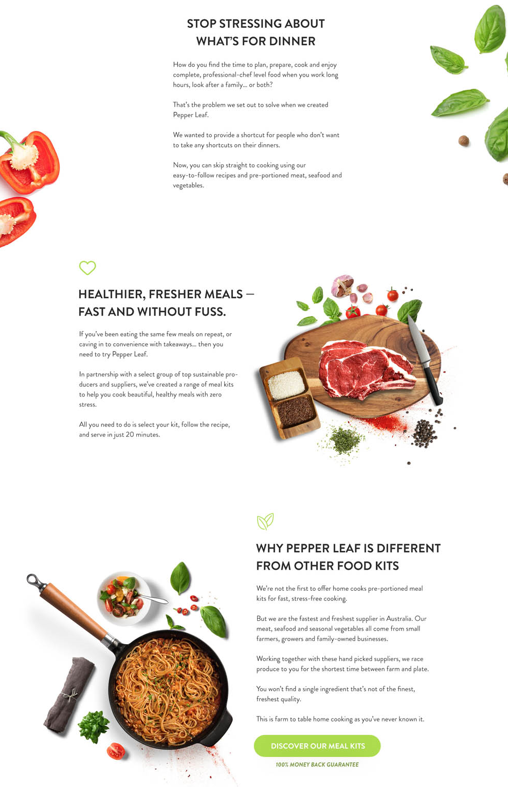 STOP STRESSING ABOUT
WHAT'S FOR DINNER
How do you find the time to plan, prepare, cook and enjoy
complete, professional-chef level food when you work long
hours, look after a family... or both?
That's the problem we set out to solve when we created
Pepper Leaf.
We wanted to provide a shortcut for people who don't want
to take any shortcuts on their dinners.
Now, you can skip straight to cooking using our
easy-to-follow recipes and pre-portioned meat, seafood and
vegetables.
HEALTHIER, FRESHER MEALS —
FAST AND WITHOUT FUSS.
If you've been eating the same few meals on repeat, or
caving in to convenience with takeaways... then you
need to try Pepper Leaf.
In partnership with a select group of top sustainable pro-
ducers and suppliers, we've created a range of meal kits
to help you cook beautiful, healthy meals with zero
stress.
All you need to do is select your kit, follow the recipe,
and serve in just 20 minutes.
WHY PEPPER LEAF IS DIFFERENT
FROM OTHER FOOD KITS
We're not the first to offer home cooks pre-portioned meal
kits for fast, stress-free cooking.
But we are the fastest and freshest supplier in Australia. Our
meat, seafood and seasonal vegetables all come from small
farmers, growers and family-owned businesses.
Working together with these hand picked suppliers, we race
produce to you for the shortest time between farm and plate.
You won't find a single ingredient that's not of the finest,
freshest quality.
This is farm to table home cooking as you've never known it.
DISCOVER OUR MEAL KITS
100% MONEY BACK GUARANTEE